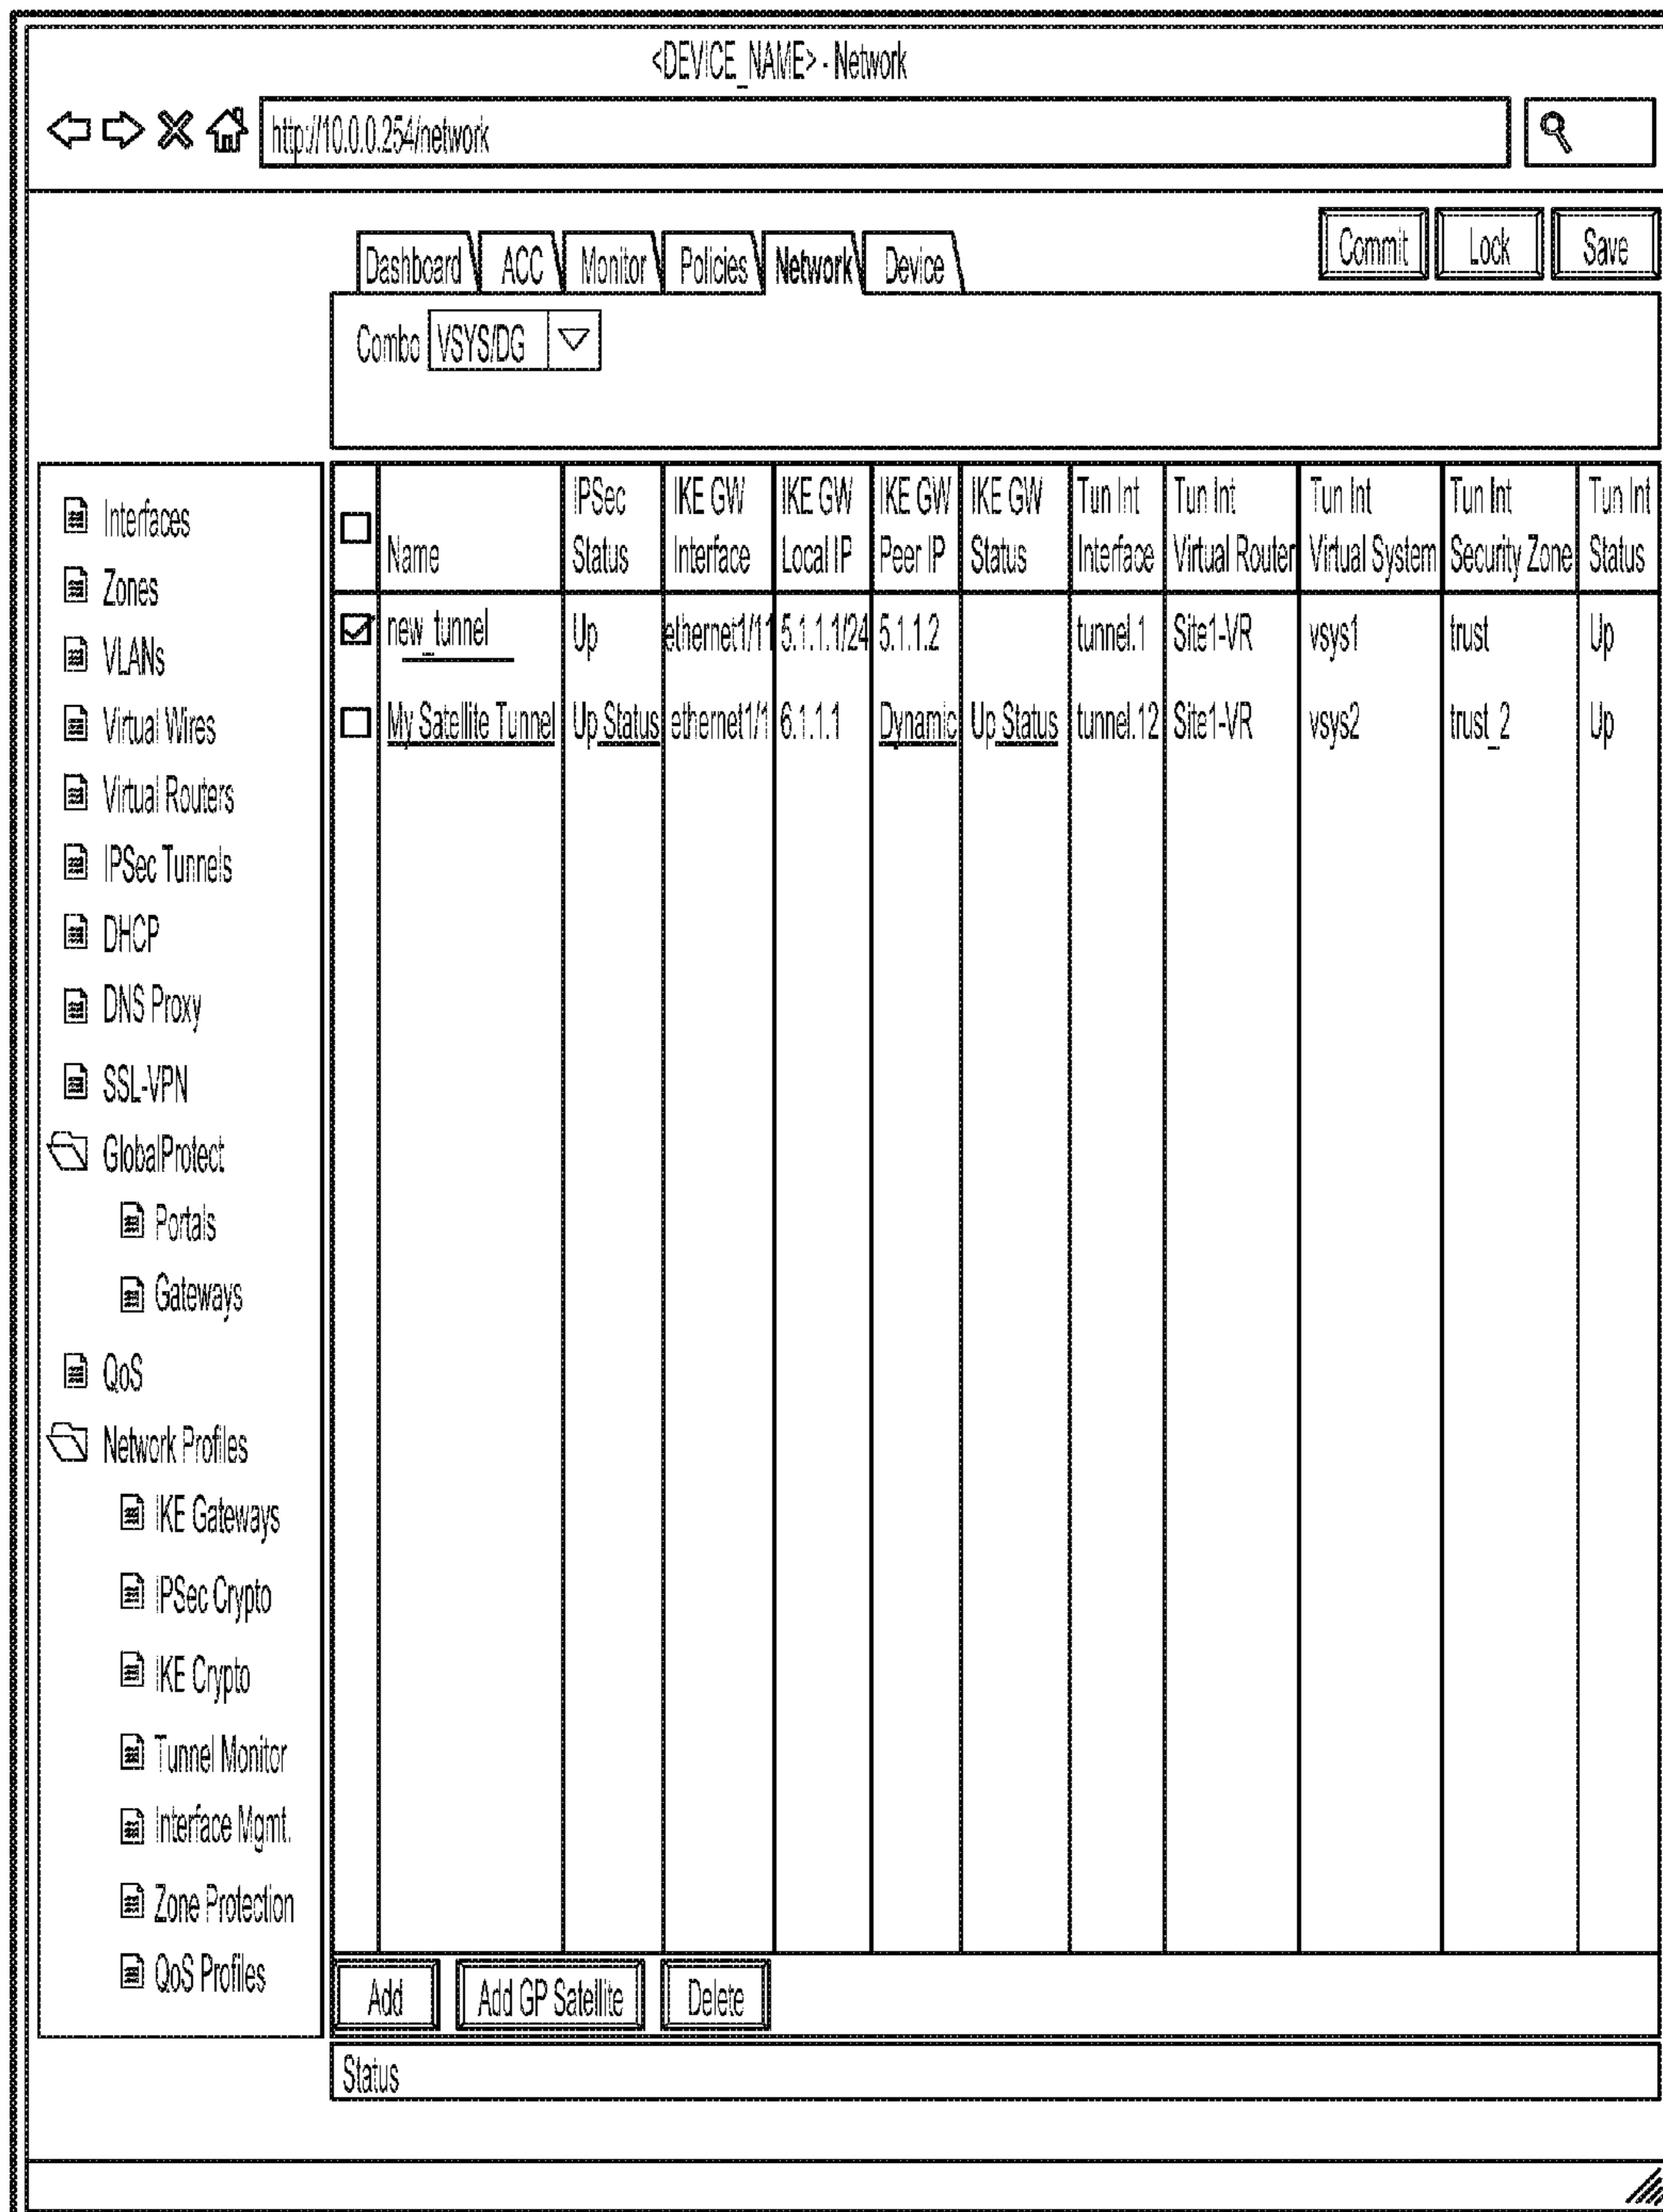 <DEVICE_NAME> - Network
http://10.0.0.254/network
Commit Lock Save
Dashboard ACC Monitor Policies Network Device
Combo VSYS/DG
Interfaces
Zones
VLANs
Virtual Wires
Virtual Routers
IPSec Tunnels
DHCP
DNS Proxy
SSL-VPN
GlobalProtect
Portals
Gateways
QoS
Network Profiles
IKE Gateways
IPSec Crypto
IKE Crypto
Tunnel Monitor
Interface Mgmt.
Zone Protection
QoS Profiles
IPSec IKE GW IKE GW IKE GW IKE GW Tun Int Tun Int Tun Int Tun Int Tun Int
Name Status Interface Local IP Peer IP Status Interface Virtual Router Virtual System Security Zone Status
new_tunnel Up ethernet1/11 5.1.1.1/24 5.1.1.2 tunnel.1 Site1-VR vsys1 trust Up
My Satellite Tunnel Up Status ethernet1/1 6.1.1.1 Dynamic Up Status tunnel.12 Site1-VR vsys2 trust_2 Up
Add Add GP Satellite Delete
Status